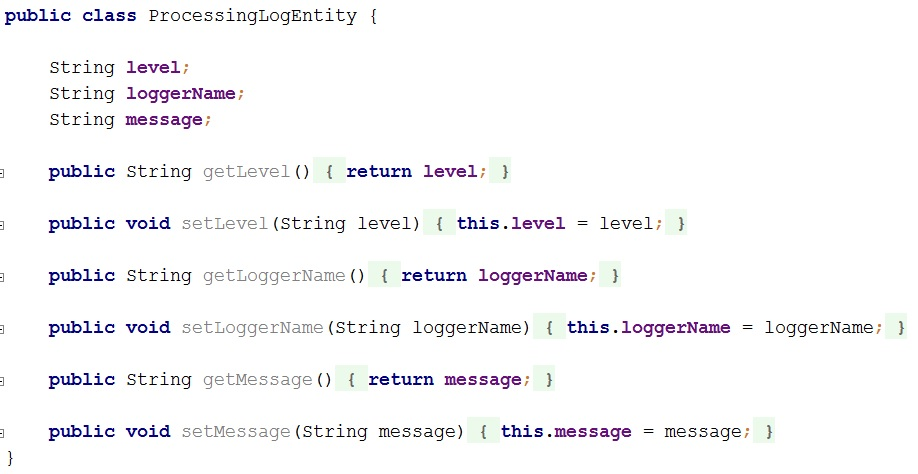 public class ProcessingLogEntity {
String level;
String loggerName;
String message;
public String getLevel() { return level; }
public void setLevel(String level) { this.level = level; }
public String getLoggerName() { return loggerName; }
public void setLoggerName(String loggerName) { this.loggerName = loggerName; }
public String getMessage() { return message; }
public void setMessage(String message) { this.message = message; }
}